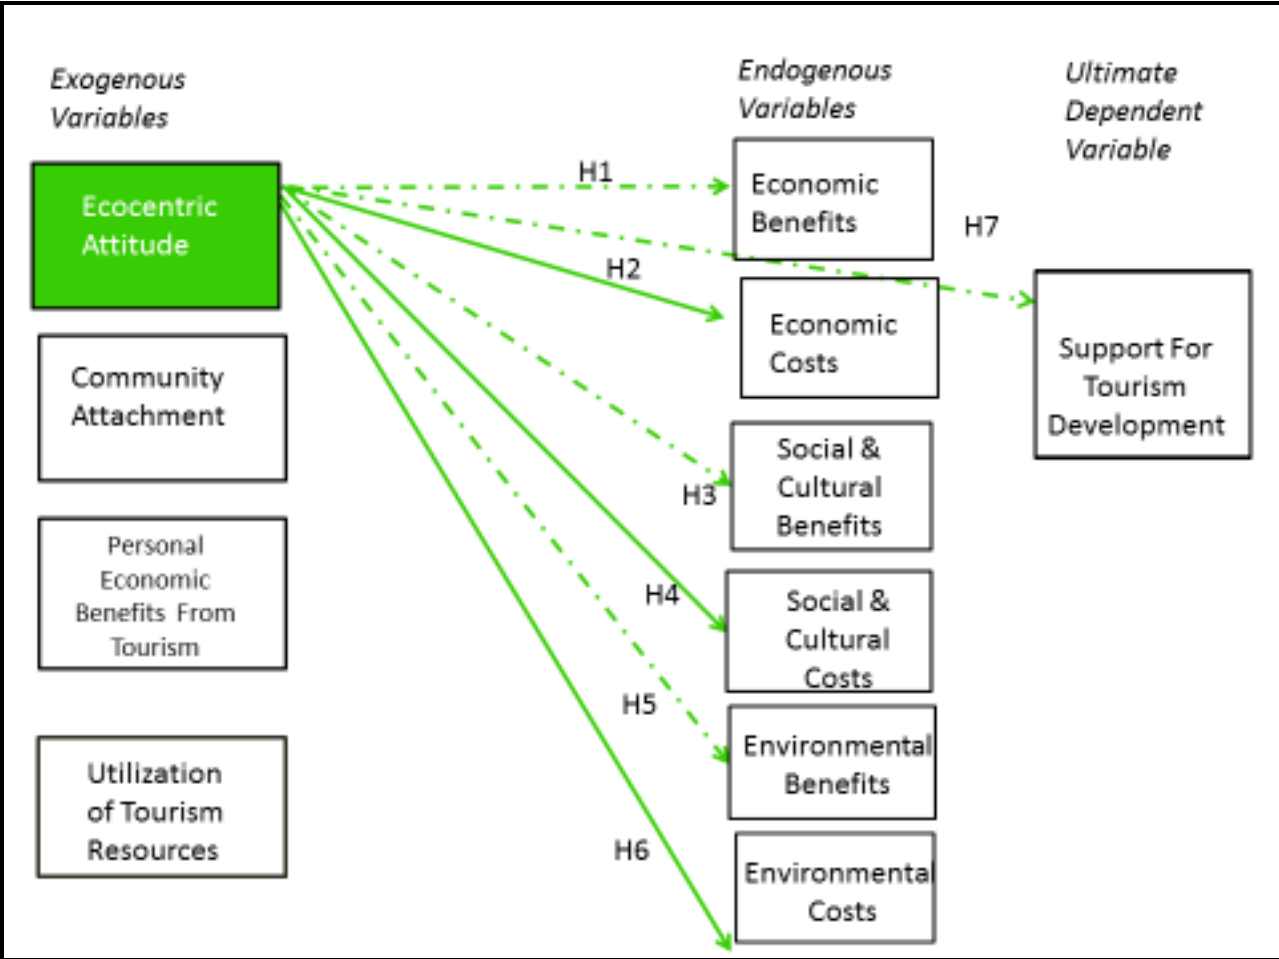 Exogenous
Variables
Endogenous
Variables
Ultimate
Dependent
Variable
Ecocentric
Attitude
Community
Attachment
Personal
Economic
Benefits From
Tourism
Utilization
of Tourism
Resources
H1
H2
H3
H4
H5
H6
Economic
Benefits
Economic
Costs
Social &
Cultural
Benefits
Social &
Cultural
Costs
Environmental
Benefits
Environmental
Costs
H7
Support For
Tourism
Development